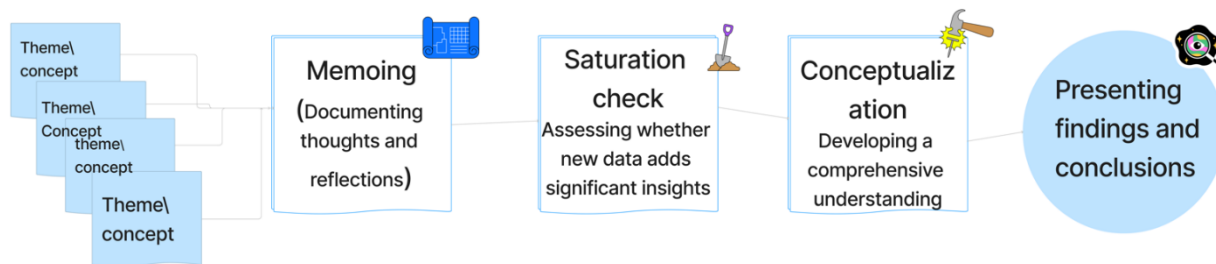 Theme\
concept
Theme\
Concept
theme\
concept
Theme\
concept
Memoing
(Documenting
thoughts and
reflections)
Saturation
check
Assessing whether
new data adds
significant insights
Conceptualiz
ation
Developing a
comprehensive
understanding
Presenting
findings and
conclusions